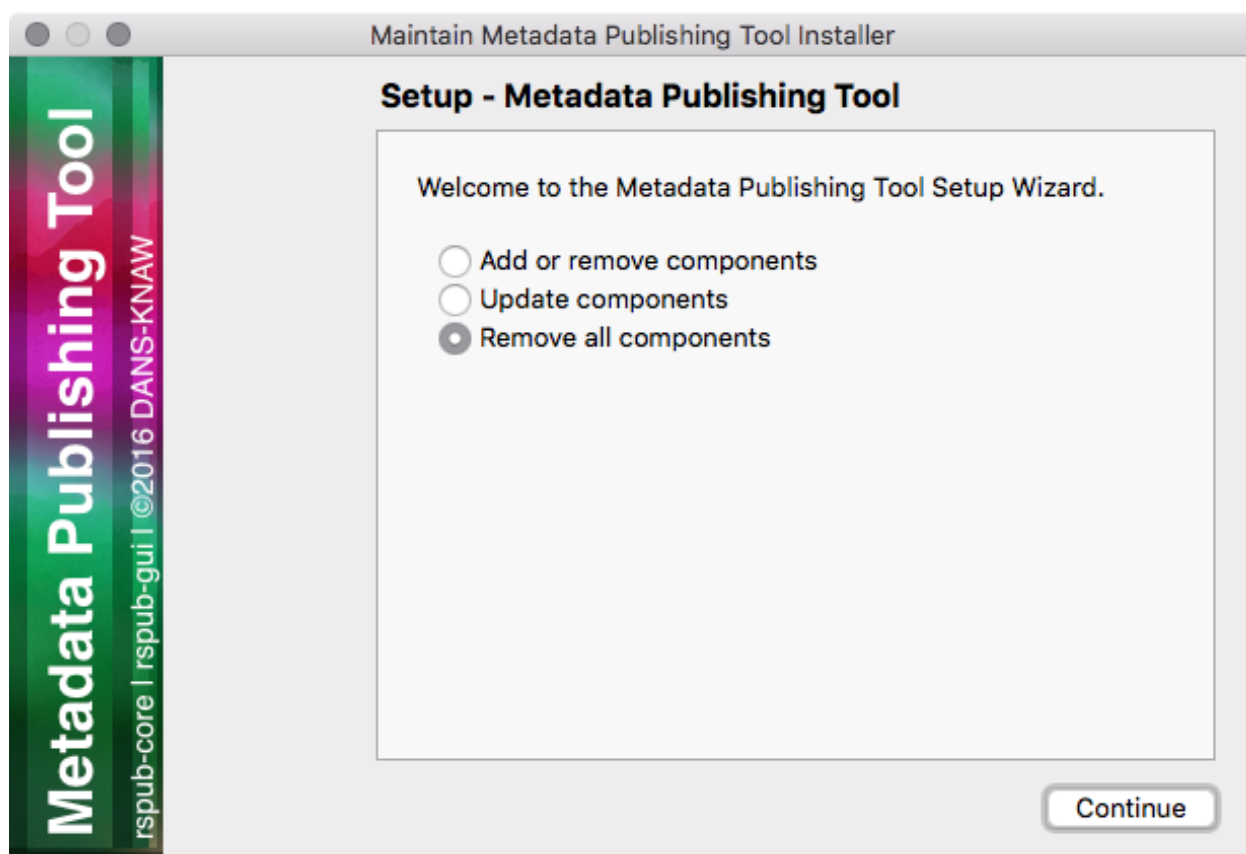 Maintain Metadata Publishing Tool Installer
Metadata Publishing Tool
rspub-core | rspub-gui | ©2016 DANS-KNAW
Setup - Metadata Publishing Tool
Welcome to the Metadata Publishing Tool Setup Wizard.
Add or remove components
Update components
Remove all components
Continue